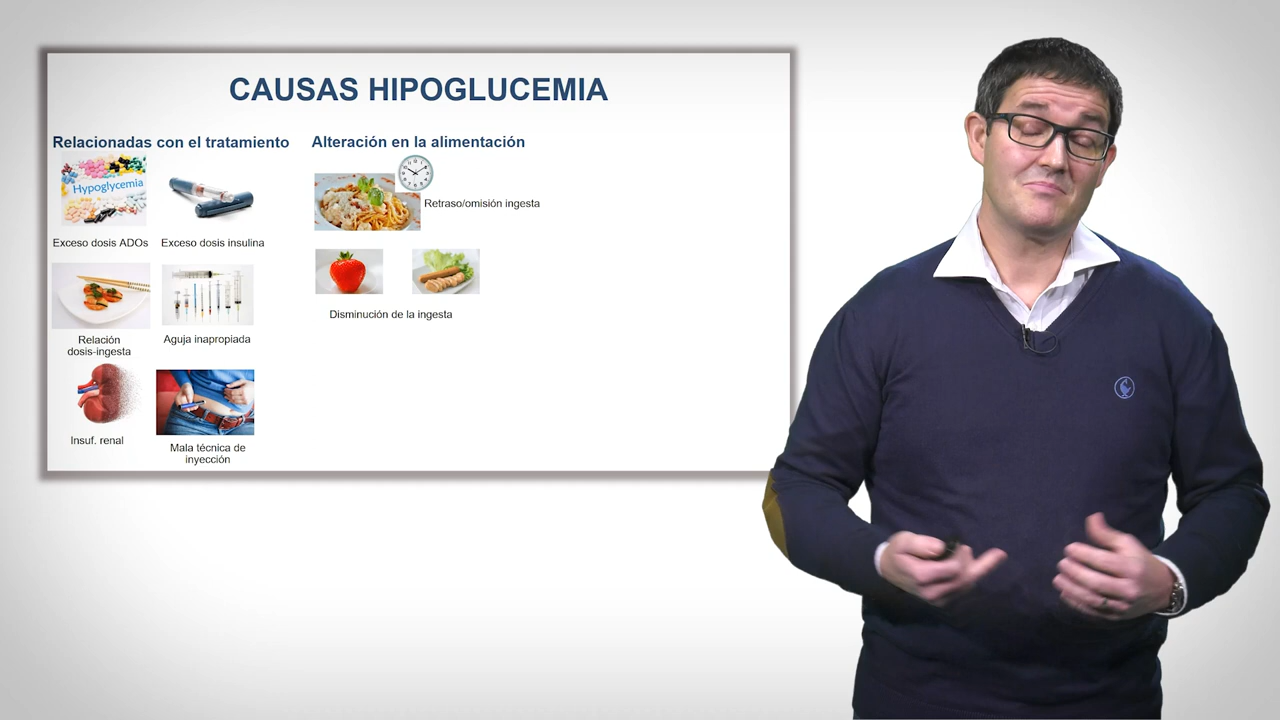 CAUSAS HIPOGLUCEMIA
Relacionadas con el tratamiento
Hypoglycemia
Exceso dosis ADOs
Exceso dosis insulina
Relación
dosis-ingesta
Aguja inapropiada
Insuf. renal
Mala técnica de
inyección
Alteración en la alimentación
Retraso/omisión ingesta
Disminución de la ingesta